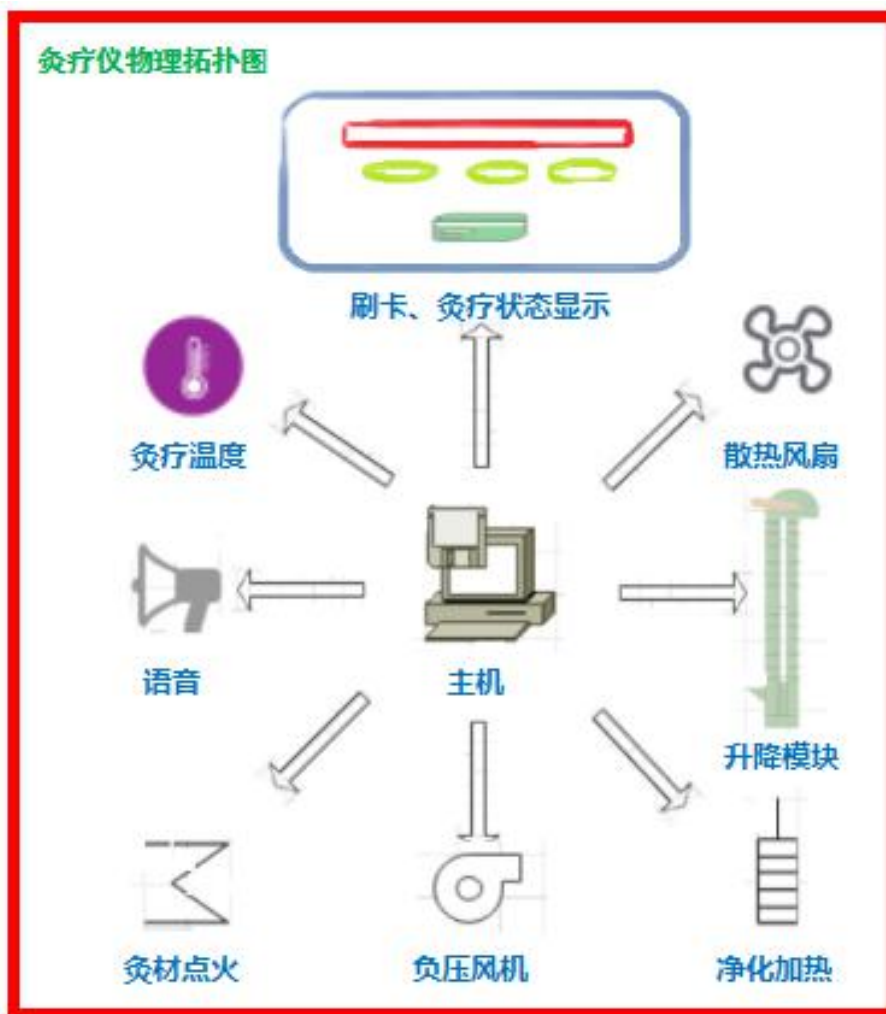 灸疗仪物理拓扑图
刷卡、灸疗状态显示
灸疗温度
散热风扇
语音
主机
升降模块
灸材点火
负压风机
净化加热